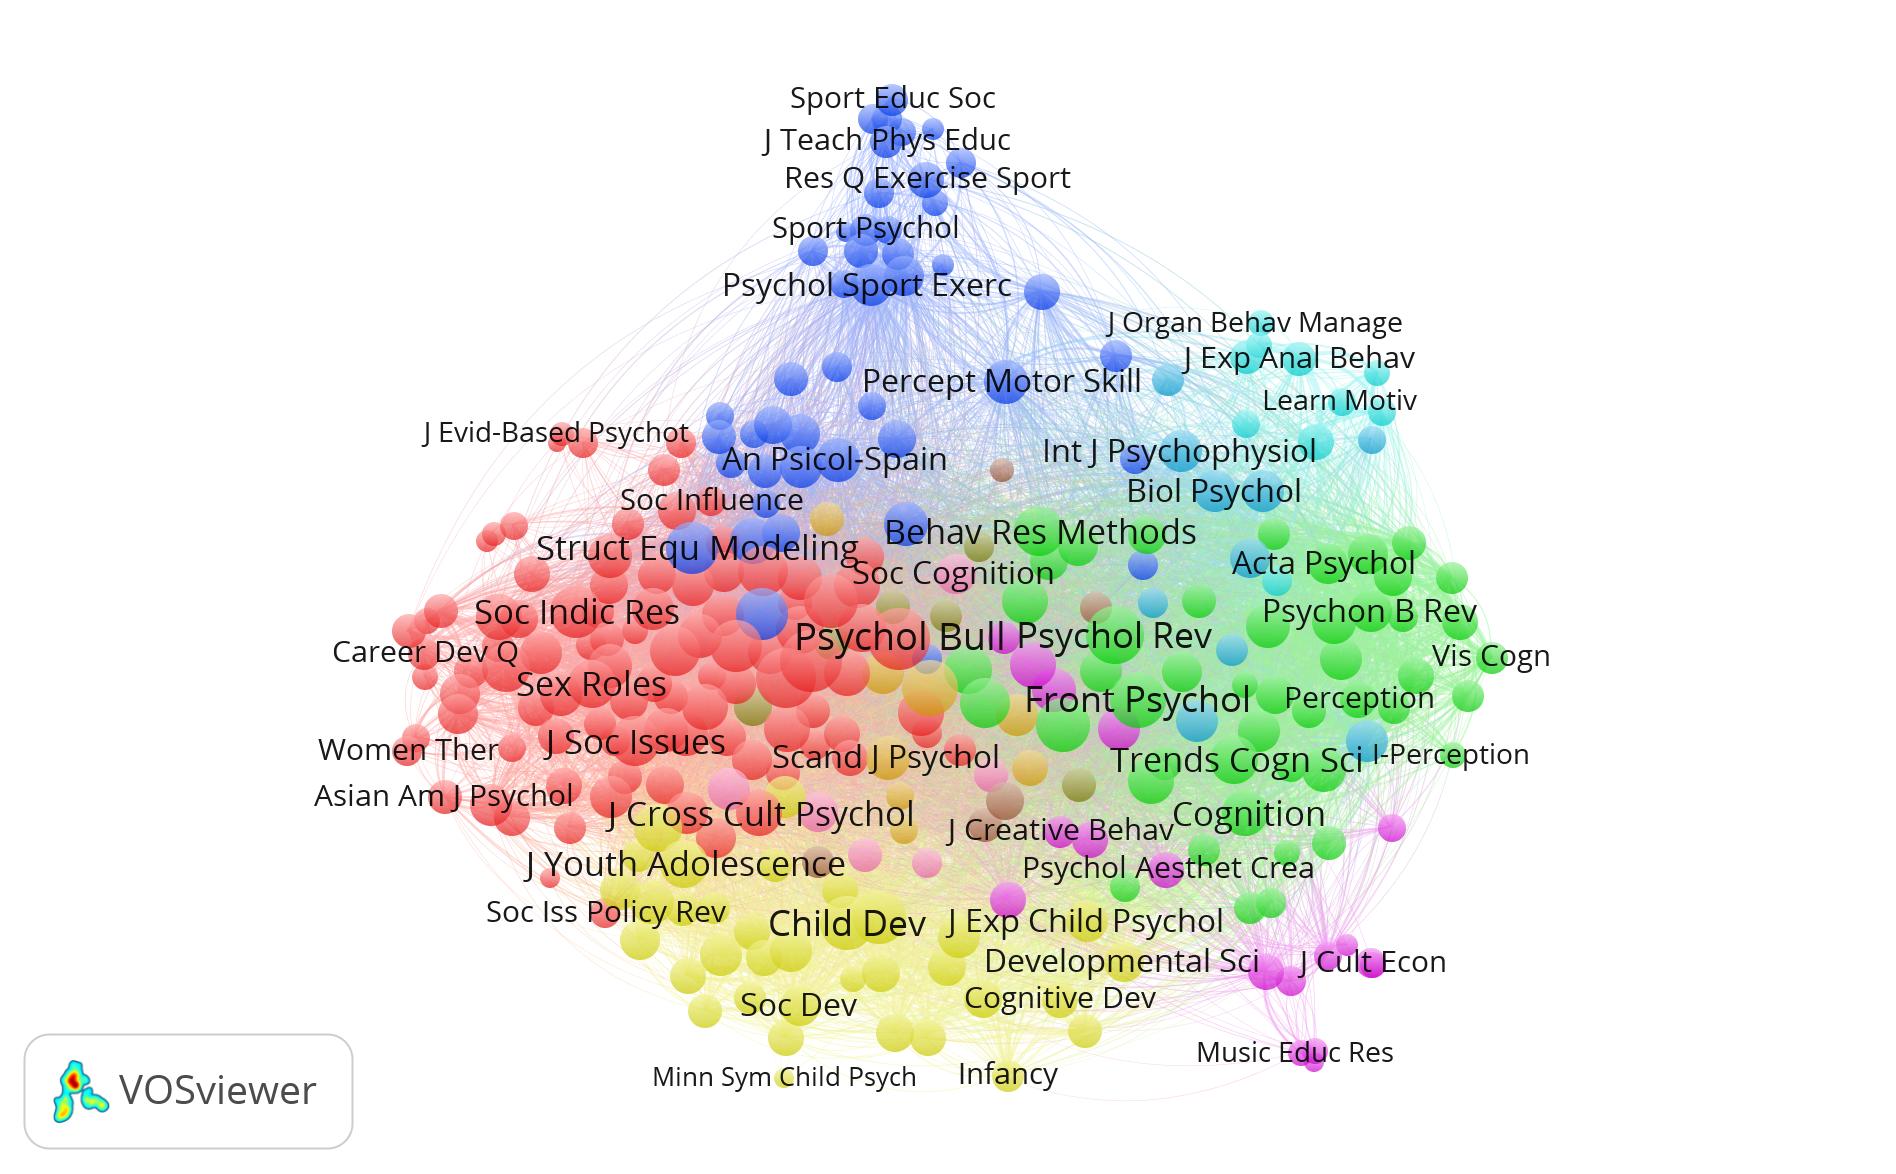 Sport Educ Soc
J Teach Phys Educ
Res Q Exercise Sport
Sport Psychol
Psychol Sport Exerc
J Organ Behav Manage
J Exp Anal Behav
Percept Motor Skill
Learn Motiv
J Evid-Based Psychot
An Psicol-Spain
Int J Psychophysiol
Biol Psychol
Soc Influence
Behav Res Methods
Struct Equ Modeling
Acta Psychol
Soc Cognition
Soc Indic Res
Psychon B Rev
Psychol Bull
Psychol Rev
Career Dev Q
Vis Cogn
Sex Roles
Front Psychol
Perception
J Soc Issues
Women Ther
Scand J Psychol
Trends Cogn Sci
I-Perception
Asian Am J Psychol
J Cross Cult Psychol
Cognition
J Creative Behav
J Youth Adolescence
Psychol Aesthet Crea
Soc Iss Policy Rev
Child Dev
J Exp Child Psychol
Developmental Sci
J Cult Econ
Cognitive Dev
Soc Dev
Music Educ Res
Minn Sym Child Psych
Infancy
VOSviewer